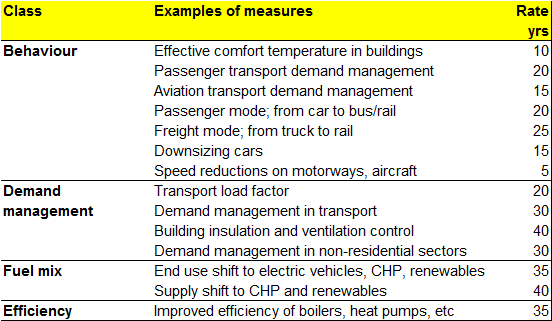 Class Examples of measures Rate
yrs
Behaviour Effective comfort temperature in buildings 10
Passenger transport demand management 20
Aviation transport demand management 15
Passenger mode; from car to bus/rail 20
Freight mode; from truck to rail 25
Downsizing cars 15
Speed reductions on motorways, aircraft 5
Demand Transport load factor 20
management Demand management in transport 30
Building insulation and ventilation control 40
Demand management in non-residential sectors 30
Fuel mix End use shift to electric vehicles, CHP, renewables 35
Supply shift to CHP and renewables 40
Efficiency Improved efficiency of boilers, heat pumps, etc 35